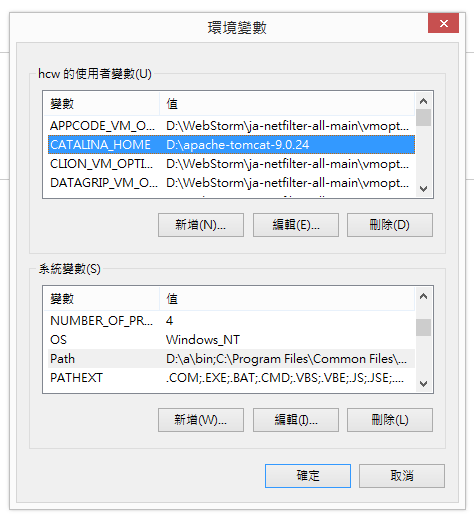 環境變數
hcw 的使用者變數(U)
變數 值
APPCODE_VM_O... D:\WebStorm\ja-netfilter-all-main\vmopt...
CATALINA_HOME D:\apache-tomcat-9.0.24
CLION_VM_OPTI... D:\WebStorm\ja-netfilter-all-main\vmopt...
DATAGRIP_VM_O... D:\WebStorm\ja-netfilter-all-main\vmopt...
新增(N)... 編輯(E)... 刪除(D)
系統變數(S)
變數 值
NUMBER_OF_PR... 4
OS Windows_NT
Path D:\a\bin;C:\Program Files\Common Files\...
PATHEXT .COM;.EXE;.BAT;.CMD;.VBS;.VBE;.JS;.JSE;....
新增(W)... 編輯(I)... 刪除(L)
確定 取消